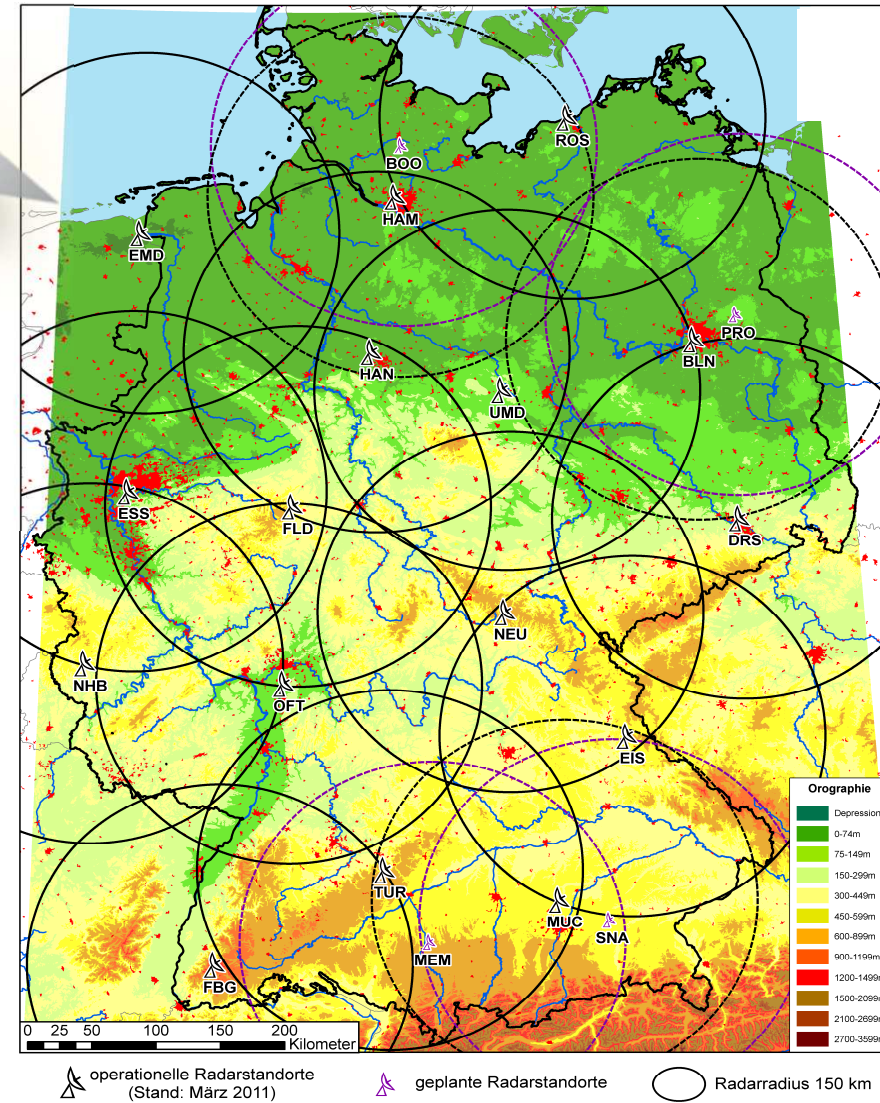 BOO
ROS
HAM
EMD
PRO
BLN
HAN
UMD
ESS
FLD
DRS
NEU
NHB
OFT
EIS
TUR
MUC
SNA
MEM
FBG
Orographie
Depression
0-74m
75-149m
150-299m
300-449m
450-599m
600-899m
900-1199m
1200-1499m
1500-2099m
2100-2699m
2700-3599m
0 25 50 100 150 200
Kilometer
operationelle Radarstandorte
(Stand: März 2011)
geplante Radarstandorte
Radarradius 150 km